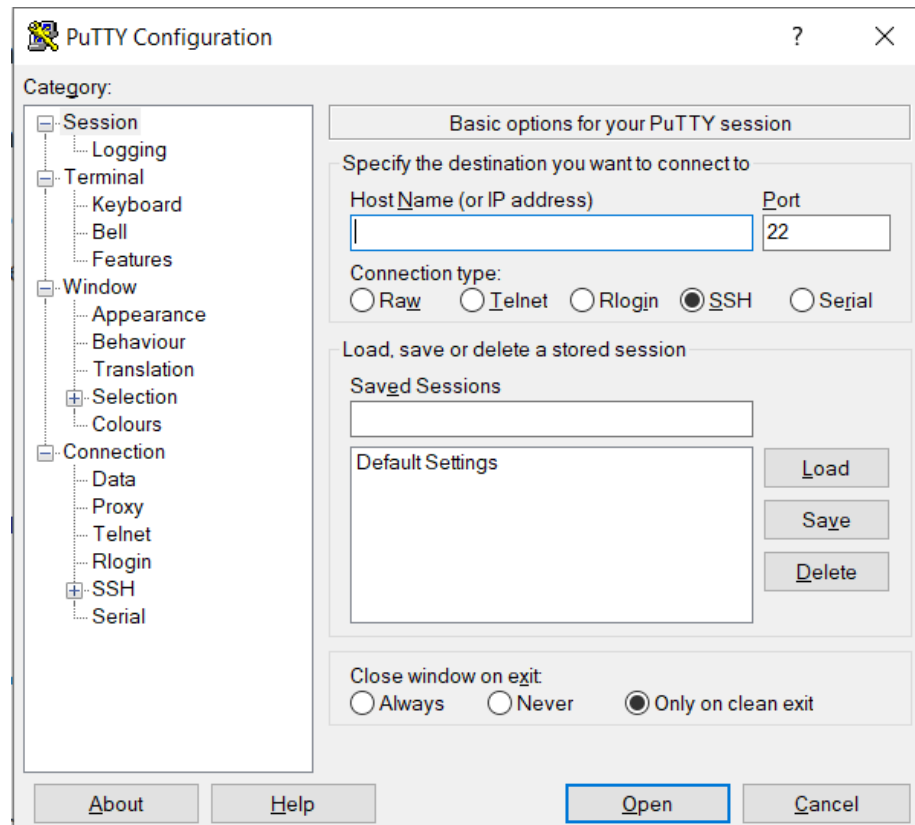 PuTTY Configuration
?
Category:
Session
Logging
Terminal
Keyboard
Bell
Features
Window
Appearance
Behaviour
Translation
Selection
Colours
Connection
Data
Proxy
Telnet
Rlogin
SSH
Serial
Basic options for your PuTTY session
Specify the destination you want to connect to
Host Name (or IP address) Port
22
Connection type:
Raw Telnet Rlogin SSH Serial
Load, save or delete a stored session
Saved Sessions
Default Settings
Load
Save
Delete
Close window on exit:
Always Never Only on clean exit
About Help Open Cancel